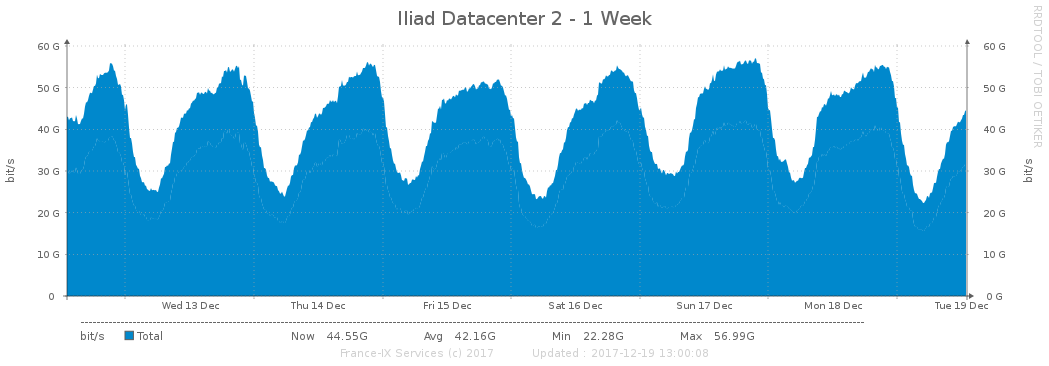 Iliad Datacenter 2 - 1 Week
RRDTOOL / TOBI OETIKER
60 G 60 G
50 G 50 G
40 G 40 G
30 G 30 G
20 G 20 G
10 G 10 G
0 0 G
bit/s
bit/s
Wed 13 Dec Thu 14 Dec Fri 15 Dec Sat 16 Dec Sun 17 Dec Mon 18 Dec Tue 19 Dec
bit/s Total Now 44.55G Avg 42.16G Min 22.28G Max 56.99G
France-IX Services (c) 2017 Updated : 2017-12-19 13:00:08